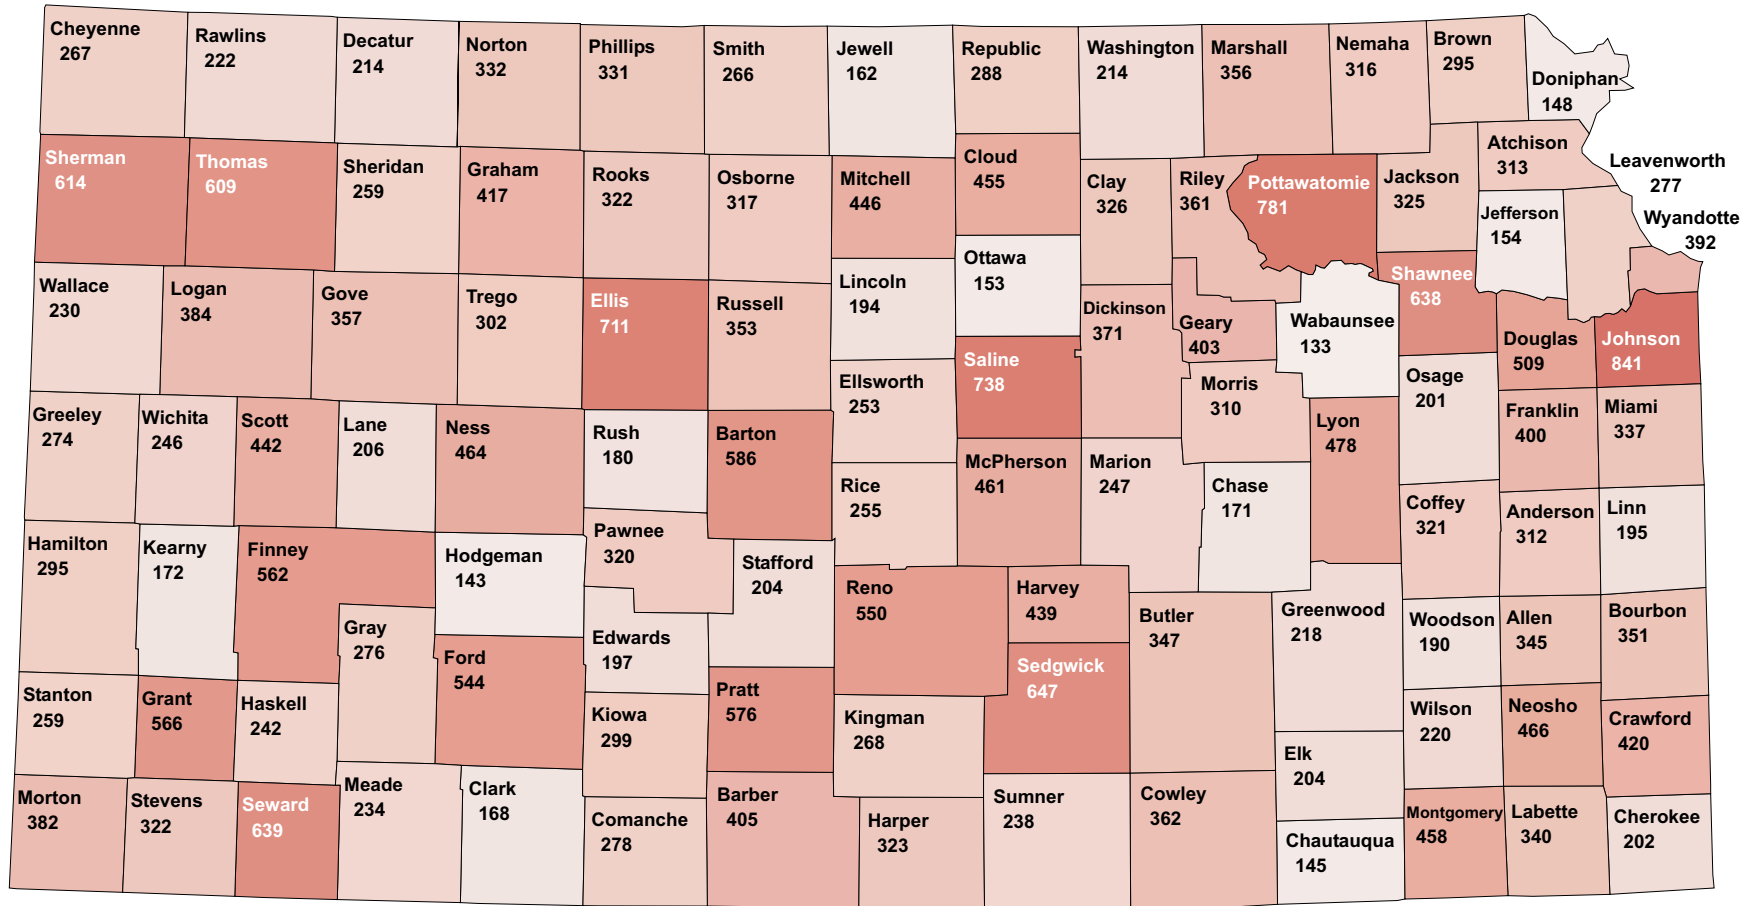 Cheyenne
267
Rawlins
222
Decatur
214
Norton
332
Phillips
331
Smith
266
Jewell
162
Republic
288
Washington
214
Marshall
356
Nemaha
316
Brown
295
Doniphan
148
Sherman
614
Thomas
609
Sheridan
259
Graham
417
Rooks
322
Osborne
317
Mitchell
446
Cloud
455
Clay
326
Riley
361
Pottawatomie
781
Jackson
325
Atchison
313
Jefferson
154
Leavenworth
277
Wyandotte
392
Wallace
230
Logan
384
Gove
357
Trego
302
Ellis
711
Russell
353
Lincoln
194
Ottawa
153
Dickinson
371
Geary
403
Wabaunsee
133
Shawnee
638
Douglas
509
Johnson
841
Saline
738
Ellsworth
253
Morris
310
Osage
201
Greeley
274
Wichita
246
Scott
442
Lane
206
Ness
464
Rush
180
Barton
586
Rice
255
McPherson
461
Marion
247
Chase
171
Lyon
478
Franklin
400
Miami
337
Coffey
321
Anderson
312
Linn
195
Hamilton
295
Kearny
172
Finney
562
Hodgeman
143
Pawnee
320
Stafford
204
Reno
550
Harvey
439
Butler
347
Greenwood
218
Woodson
190
Allen
345
Bourbon
351
Gray
276
Ford
544
Edwards
197
Sedgwick
647
Stanton
259
Grant
566
Haskell
242
Kiowa
299
Pratt
576
Kingman
268
Elk
204
Wilson
220
Neosho
466
Crawford
420
Morton
382
Stevens
322
Seward
639
Meade
234
Clark
168
Comanche
278
Barber
405
Harper
323
Sumner
238
Cowley
362
Chautauqua
145
Montgomery
458
Labette
340
Cherokee
202